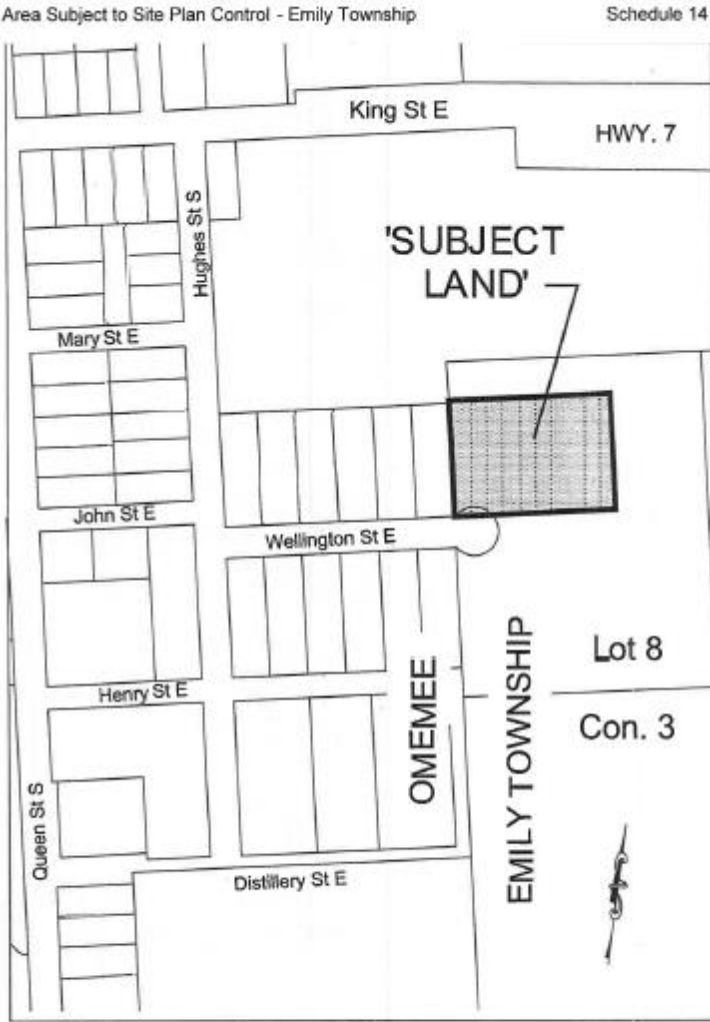 Area Subject to Site Plan Control - Emily Township
Schedule 14
King St E
HWY. 7
Hughes St S
'SUBJECT
LAND'
Mary St E
John St E
Wellington St E
Lot 8
Henry St E
OMEMEE
EMILY TOWNSHIP
Con. 3
Queen St S
Distillery St E